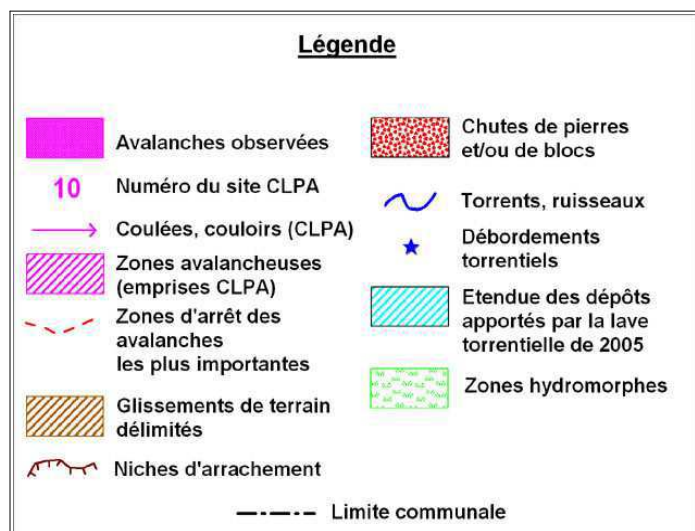 Légende
Avalanches observées
10
Numéro du site CLPA
Coulées, couloirs (CLPA)
Zones avalancheuses
(emprises CLPA)
Zones d'arrêt des
avalanches
les plus importantes
Glissements de terrain
délimités
Niches d'arrachement
Chutes de pierres
et/ou de blocs
Torrents, ruisseaux
Débordements
torrentiels
Etendue des dépôts
apportés par la lave
torrentielle de 2005
Zones hydromorphes
Limite communale